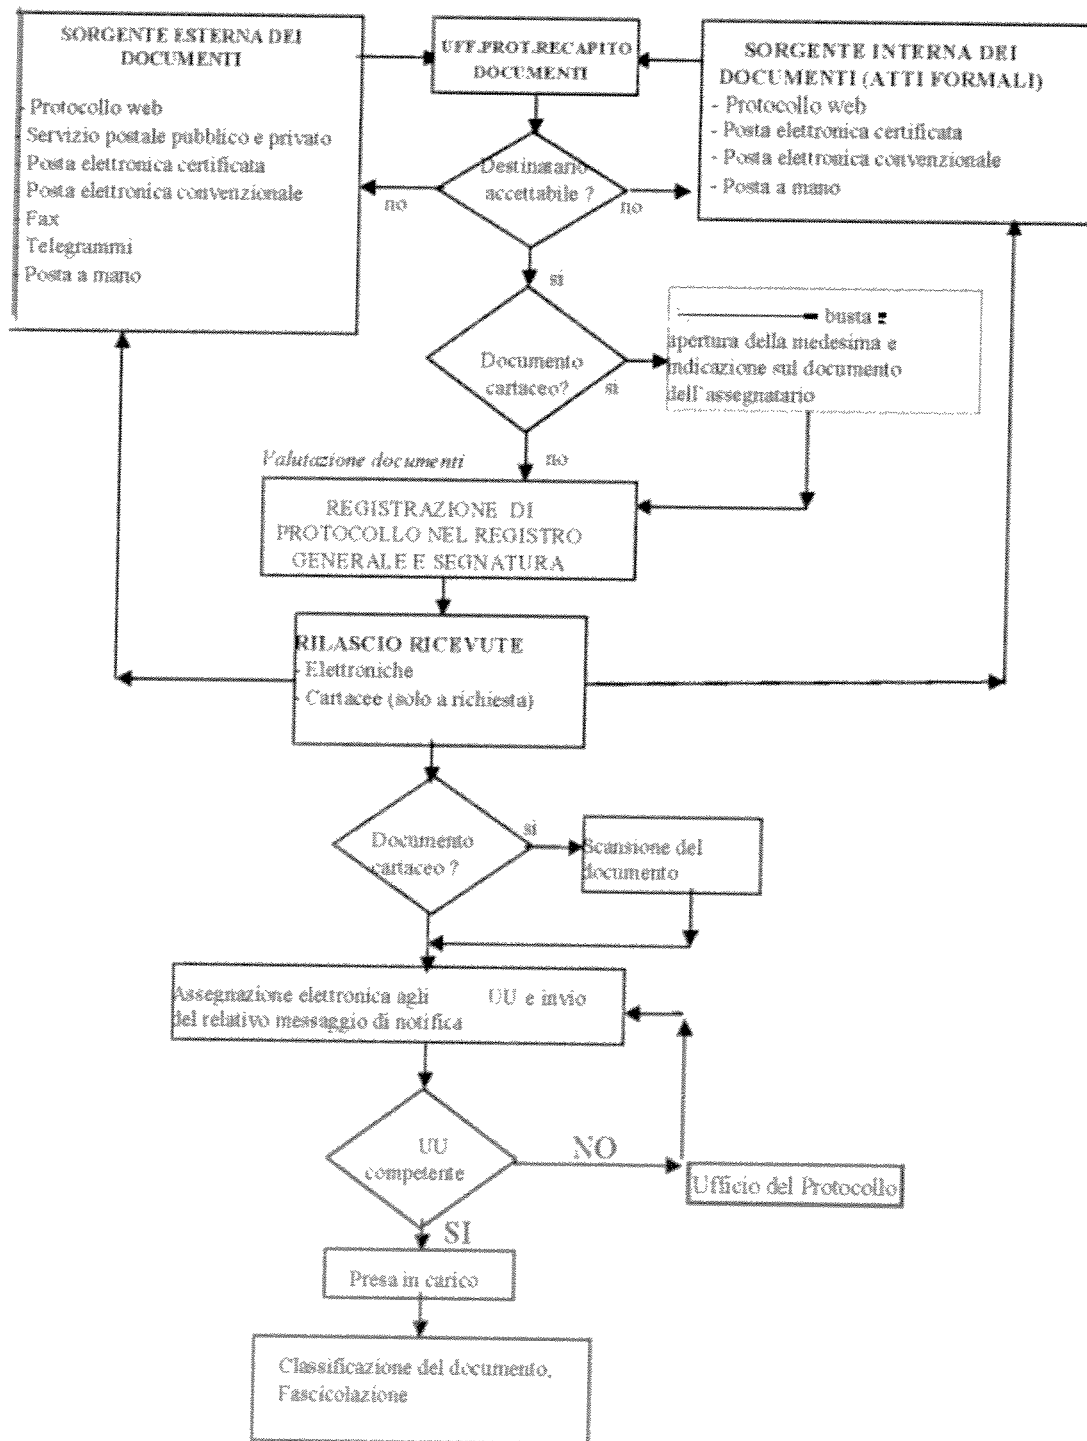 SORGENTE ESTERNA DEI
DOCUMENTI
- Protocollo web
- Servizio postale pubblico e privato
- Posta elettronica certificata
- Posta elettronica convenzionale
- Fax
- Telegrammi
- Posta a mano
UFF.PROT.RECAPITO
DOCUMENTI
SORGENTE INTERNA DEI
DOCUMENTI (ATTI FORMALI)
- Protocollo web
- Posta elettronica certificata
- Posta elettronica convenzionale
- Posta a mano
Destinatario
accettabile ?
no
no
si
Documento
cartaceo?
si
busta
apertura della medesima e
indicazione sul documento
dell'assegnatario
Valutazione documenti
no
REGISTRAZIONE DI
PROTOCOLLO NEL REGISTRO
GENERALE E SEGNATURA
RILASCIO RICEVUTE
- Elettroniche
- Cartacee (solo a richiesta)
Documento
cartaceo ?
si
Scansione del
documento
Assegnazione elettronica agli UU e invio
del relativo messaggio di notifica
UU
competente
NO
Ufficio del Protocollo
SI
Presa in carico
Classificazione del documento,
Fascicolazione